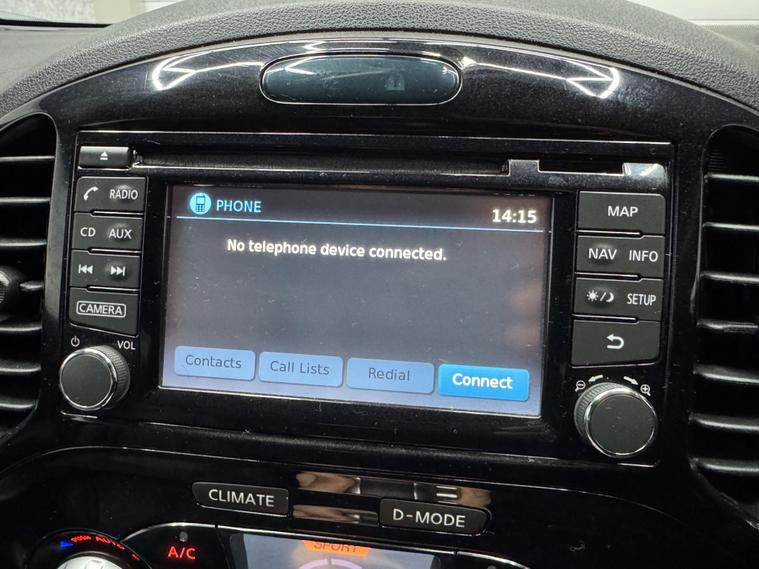 PHONE
14:15
No telephone device connected.
Contacts
Call Lists
Redial
Connect
RADIO
CD AUX
CAMERA
VOL
MAP
NAV INFO
SETUP
CLIMATE
D-MODE
A/C
AUTO
SPORT